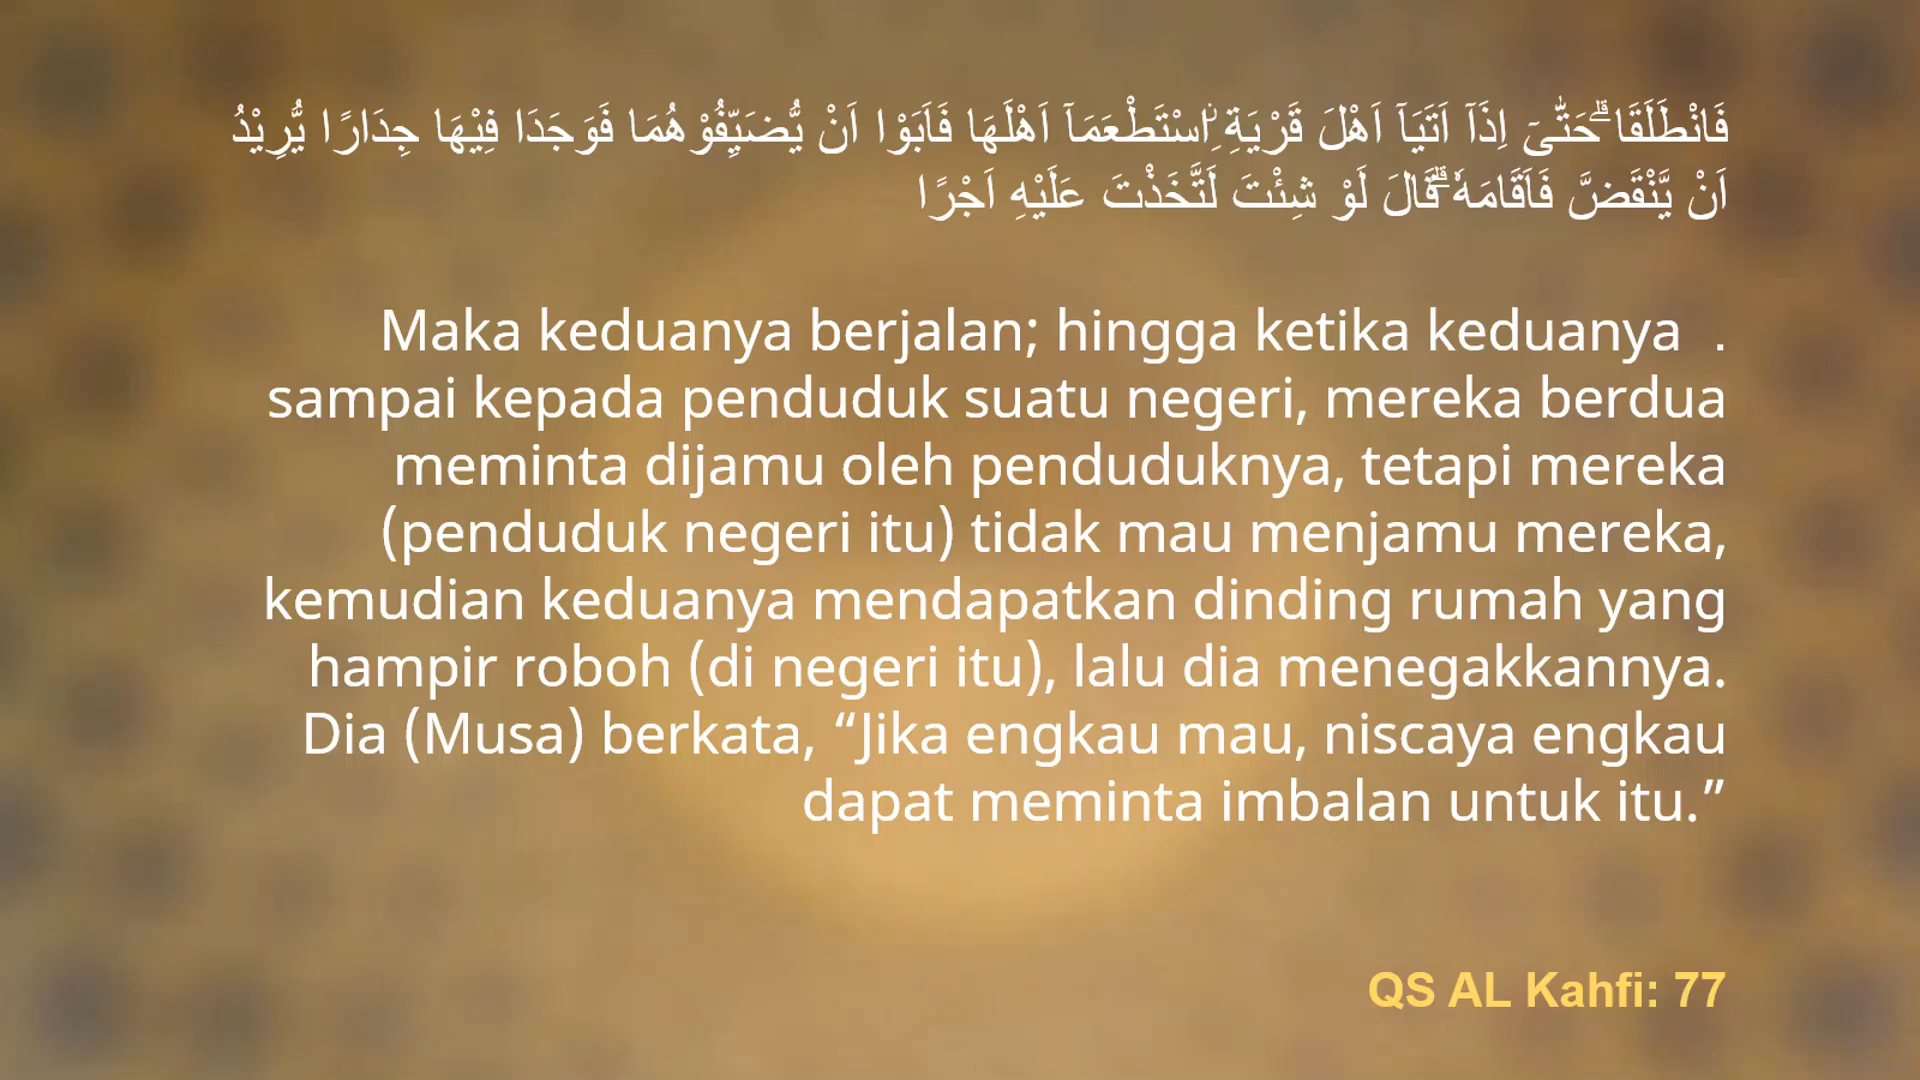 فَانْطَلَقَا ۗحَتّٰىٓ اِذَآ اَتَيَآ اَهْلَ قَرْيَةِ ِۨاسْتَطْعَمَآ اَهْلَهَا فَاَبَوْا اَنْ يُّضَيِّفُوْهُمَا فَوَجَدَا فِيْهَا جِدَارًا يُّرِيْدُ
اَنْ يَّنْقَضَّ فَاَقَامَهٗ ۗقَالَ لَوْ شِئْتَ لَتَّخَذْتَ عَلَيْهِ اَجْرًا
Maka keduanya berjalan; hingga ketika keduanya .
sampai kepada penduduk suatu negeri, mereka berdua
meminta dijamu oleh penduduknya, tetapi mereka
(penduduk negeri itu) tidak mau menjamu mereka,
kemudian keduanya mendapatkan dinding rumah yang
hampir roboh (di negeri itu), lalu dia menegakkannya.
Dia (Musa) berkata, “Jika engkau mau, niscaya engkau
dapat meminta imbalan untuk itu.”
QS AL Kahfi: 77